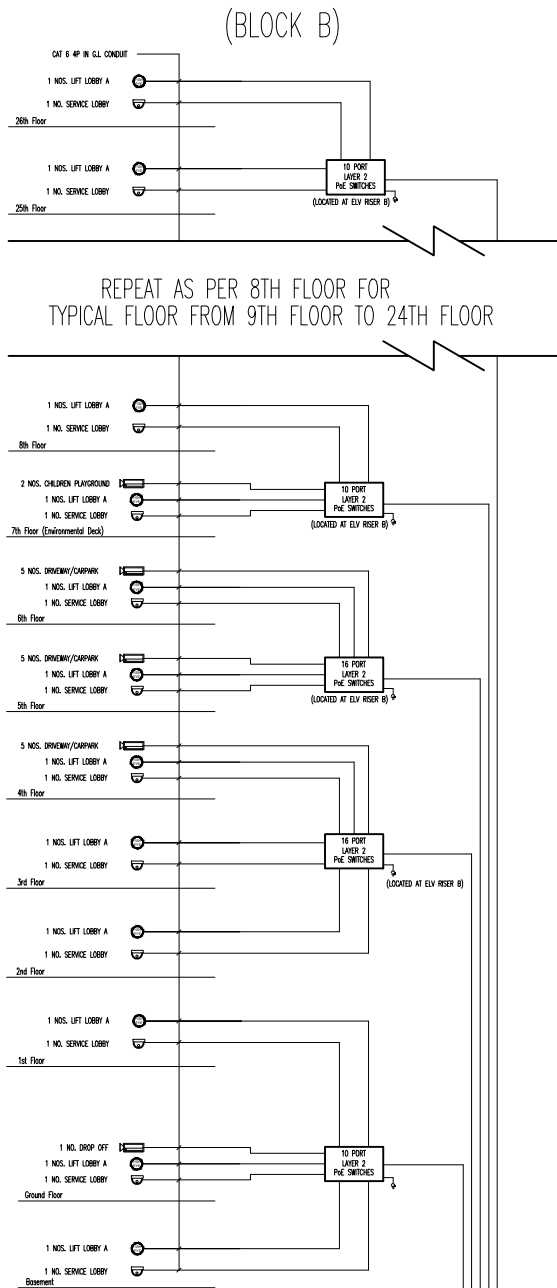 (BLOCK B)
CAT 6 4P IN G.I. CONDUIT
1 NOS. LIFT LOBBY A
1 NO. SERVICE LOBBY
26th Floor
1 NOS. LIFT LOBBY A
1 NO. SERVICE LOBBY
25th Floor
10 PORT
LAYER 2
PoE SWITCHES
(LOCATED AT ELV RISER B)
REPEAT AS PER 8TH FLOOR FOR
TYPICAL FLOOR FROM 9TH FLOOR TO 24TH FLOOR
1 NOS. LIFT LOBBY A
1 NO. SERVICE LOBBY
8th Floor
2 NOS. CHILDREN PLAYGROUND
1 NOS. LIFT LOBBY A
1 NO. SERVICE LOBBY
7th Floor (Environmental Deck)
10 PORT
LAYER 2
PoE SWITCHES
(LOCATED AT ELV RISER B)
5 NOS. DRIVEWAY/CARPARK
1 NOS. LIFT LOBBY A
1 NO. SERVICE LOBBY
6th Floor
5 NOS. DRIVEWAY/CARPARK
1 NOS. LIFT LOBBY A
1 NO. SERVICE LOBBY
5th Floor
16 PORT
LAYER 2
PoE SWITCHES
(LOCATED AT ELV RISER B)
5 NOS. DRIVEWAY/CARPARK
1 NOS. LIFT LOBBY A
1 NO. SERVICE LOBBY
4th Floor
1 NOS. LIFT LOBBY A
1 NO. SERVICE LOBBY
3rd Floor
16 PORT
LAYER 2
PoE SWITCHES
(LOCATED AT ELV RISER B)
1 NOS. LIFT LOBBY A
1 NO. SERVICE LOBBY
2nd Floor
1 NOS. LIFT LOBBY A
1 NO. SERVICE LOBBY
1st Floor
1 NO. DROP OFF
1 NOS. LIFT LOBBY A
1 NO. SERVICE LOBBY
Ground Floor
10 PORT
LAYER 2
PoE SWITCHES
(LOCATED AT ELV RISER B)
1 NOS. LIFT LOBBY A
1 NO. SERVICE LOBBY
Basement